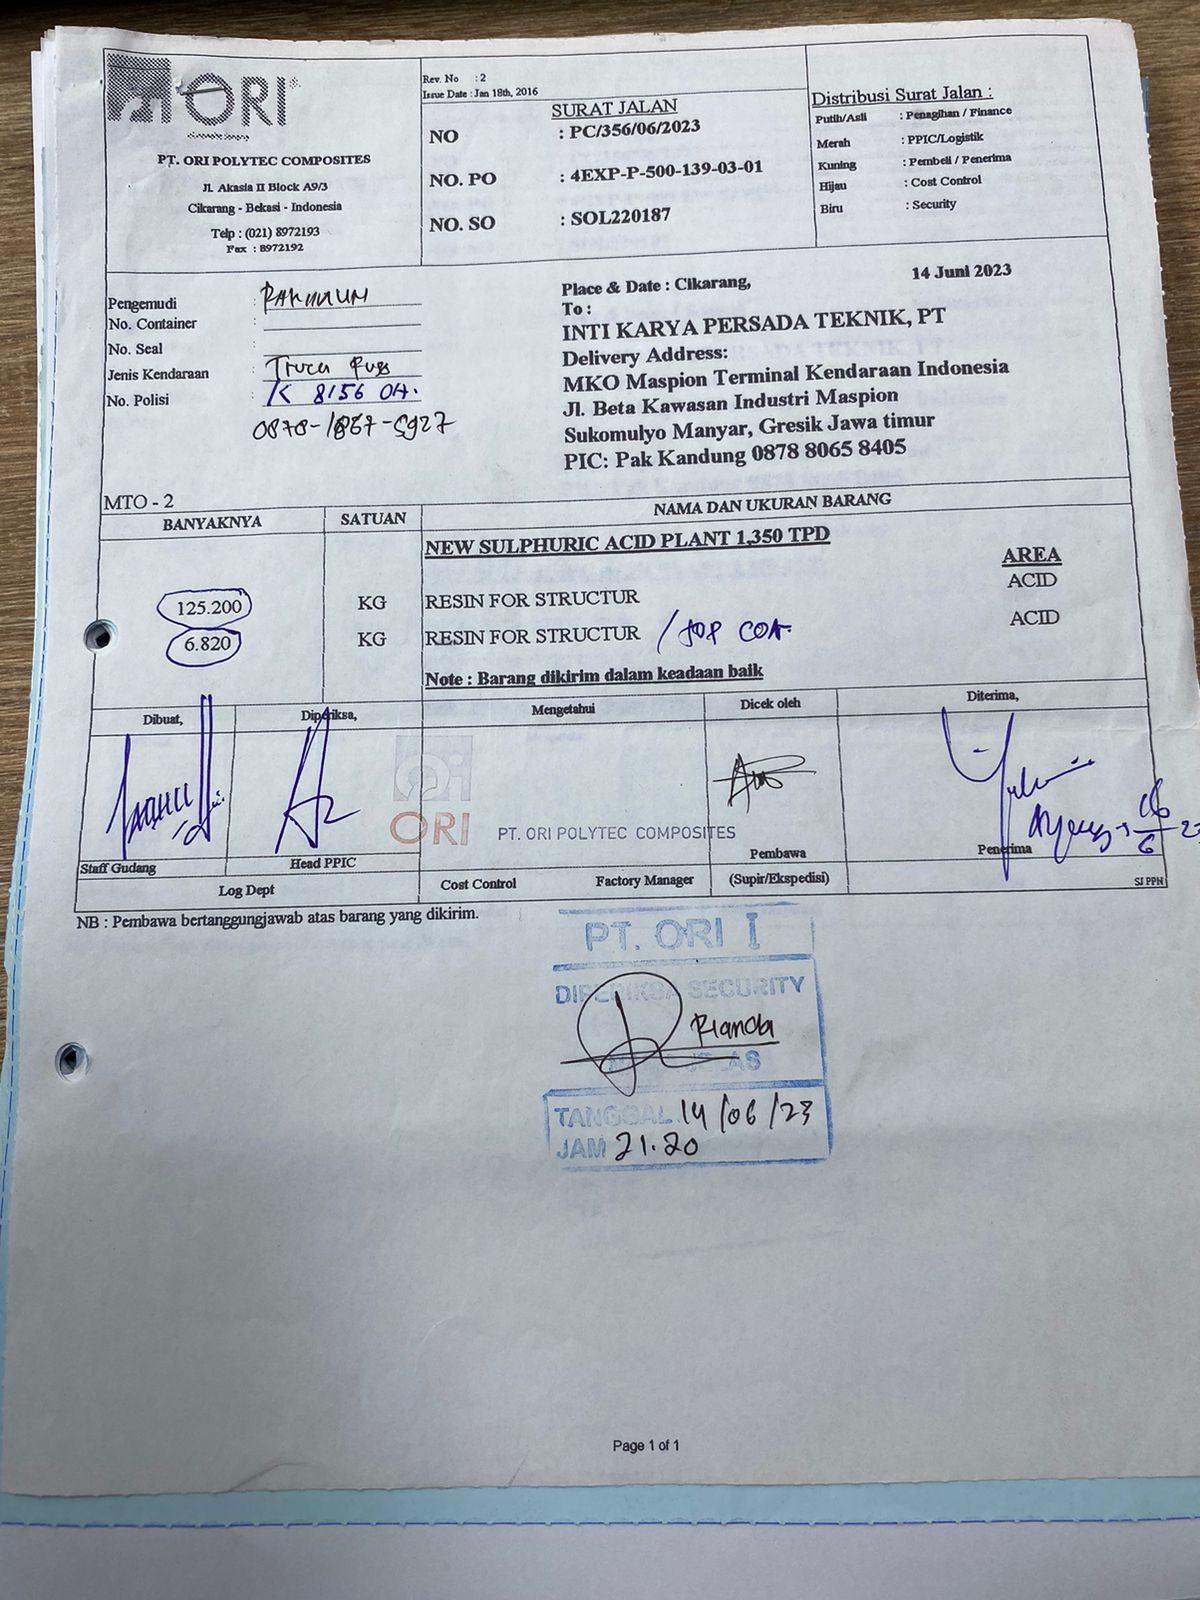 ORI
PT. ORI POLYTEC COMPOSITES
Jl. Akasia II Block A9/3
Cikarang - Bekasi - Indonesia
Telp : (021) 8972193
Fax : 8972192
Rev. No : 2
Issue Date : Jan 18th, 2016
SURAT JALAN
NO : PC/356/06/2023
NO. PO : 4EXP-P-500-139-03-01
NO. SO : SOL220187
Distribusi Surat Jalan :
Putih/Asli : Penagihan / Finance
Merah : PPIC/Logistik
Kuning : Pembeli / Penerima
Hijau : Cost Control
Biru : Security
Pengemudi :
No. Container :
No. Seal :
Jenis Kendaraan :
No. Polisi : K 8156 OA.
0878-1867-5927
Place & Date : Cikarang, 14 Juni 2023
To :
INTI KARYA PERSADA TEKNIK, PT
Delivery Address:
MKO Maspion Terminal Kendaraan Indonesia
Jl. Beta Kawasan Industri Maspion
Sukomulyo Manyar, Gresik Jawa timur
PIC: Pak Kandung 0878 8065 8405
MTO - 2
BANYAKNYA SATUAN NAMA DAN UKURAN BARANG
NEW SULPHURIC ACID PLANT 1,350 TPD AREA
125.200 KG RESIN FOR STRUCTUR ACID
6.820 KG RESIN FOR STRUCTUR / TOP COA. ACID
Note : Barang dikirim dalam keadaan baik
Dibuat, Diperiksa, Mengetahui Dicek oleh Diterima,
ORI PT. ORI POLYTEC COMPOSITES
Staff Gudang Head PPIC Pembawa Penerima
Log Dept Cost Control Factory Manager (Supir/Ekspedisi) SJ PPN
NB : Pembawa bertanggungjawab atas barang yang dikirim.
PT. ORI I
DIPERIKSA SECURITY
Rianda
TANGGAL 14/06/23
JAM 21.20
Page 1 of 1